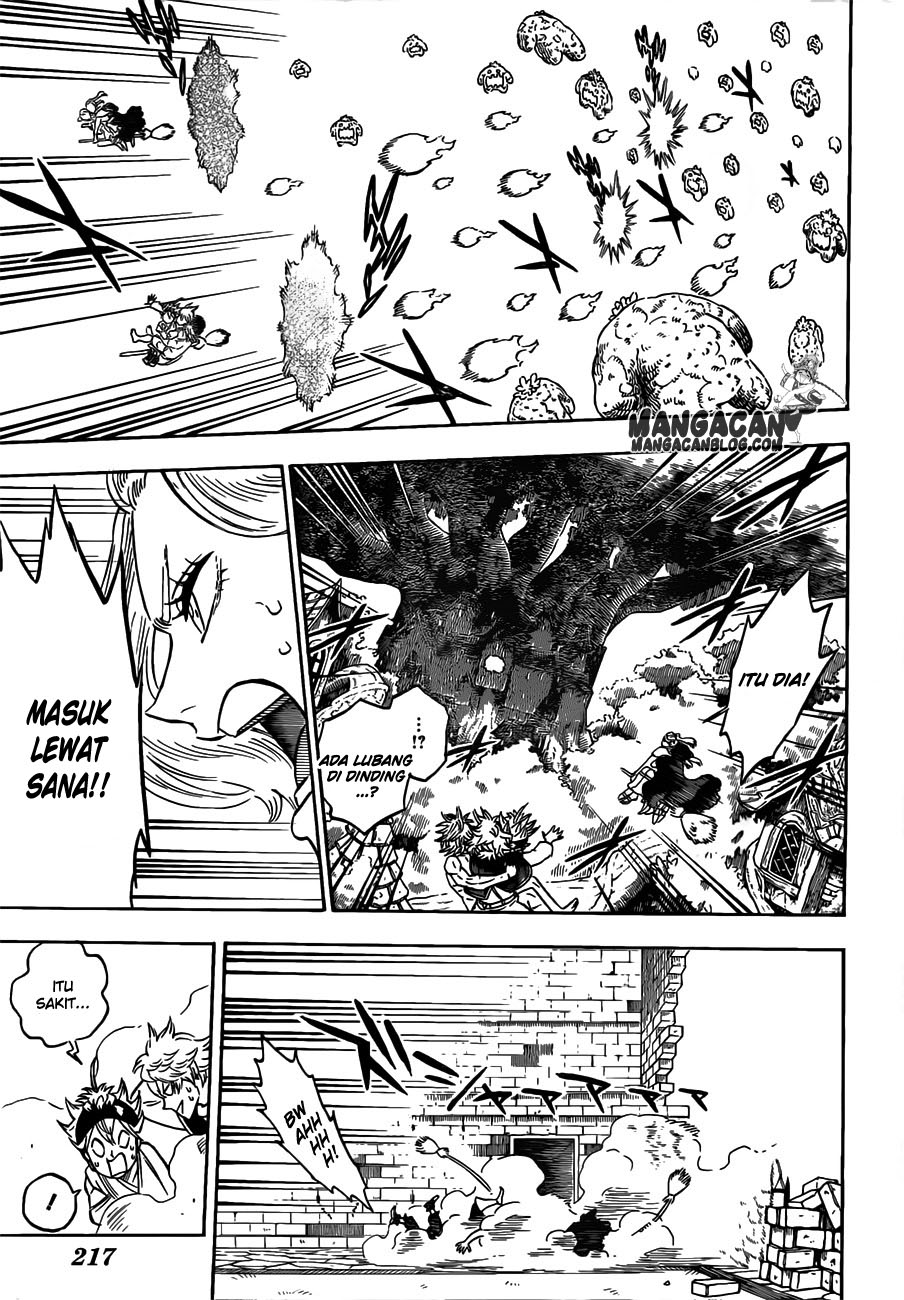 MANGACAN
MANGACANBLOG.COM
ITU DIA!
...!?
ADA LUBANG
DI DINDING
...?
MASUK
LEWAT
SANA!!
BW
AHH
HH
H!
ITU
SAKIT...
!
217